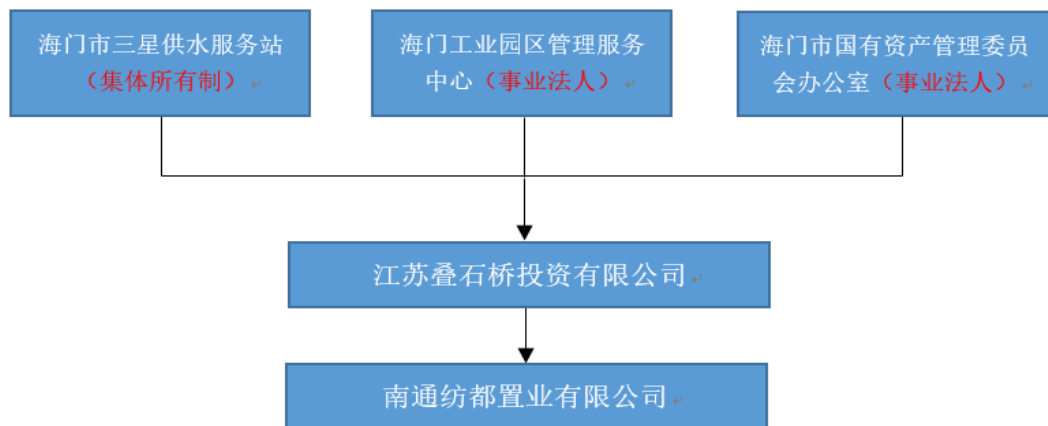 海门市三星供水服务站
（集体所有制）
海门工业园区管理服务
中心（事业法人）
海门市国有资产管理委员
会办公室（事业法人）
江苏叠石桥投资有限公司
南通纺都置业有限公司